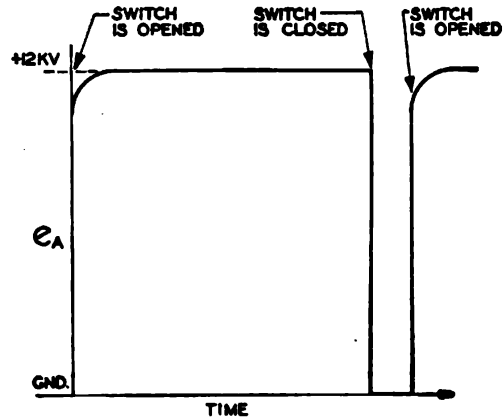 SWITCH
IS OPENED
SWITCH
IS CLOSED
SWITCH
IS OPENED
+12KV
eA
GND.
TIME